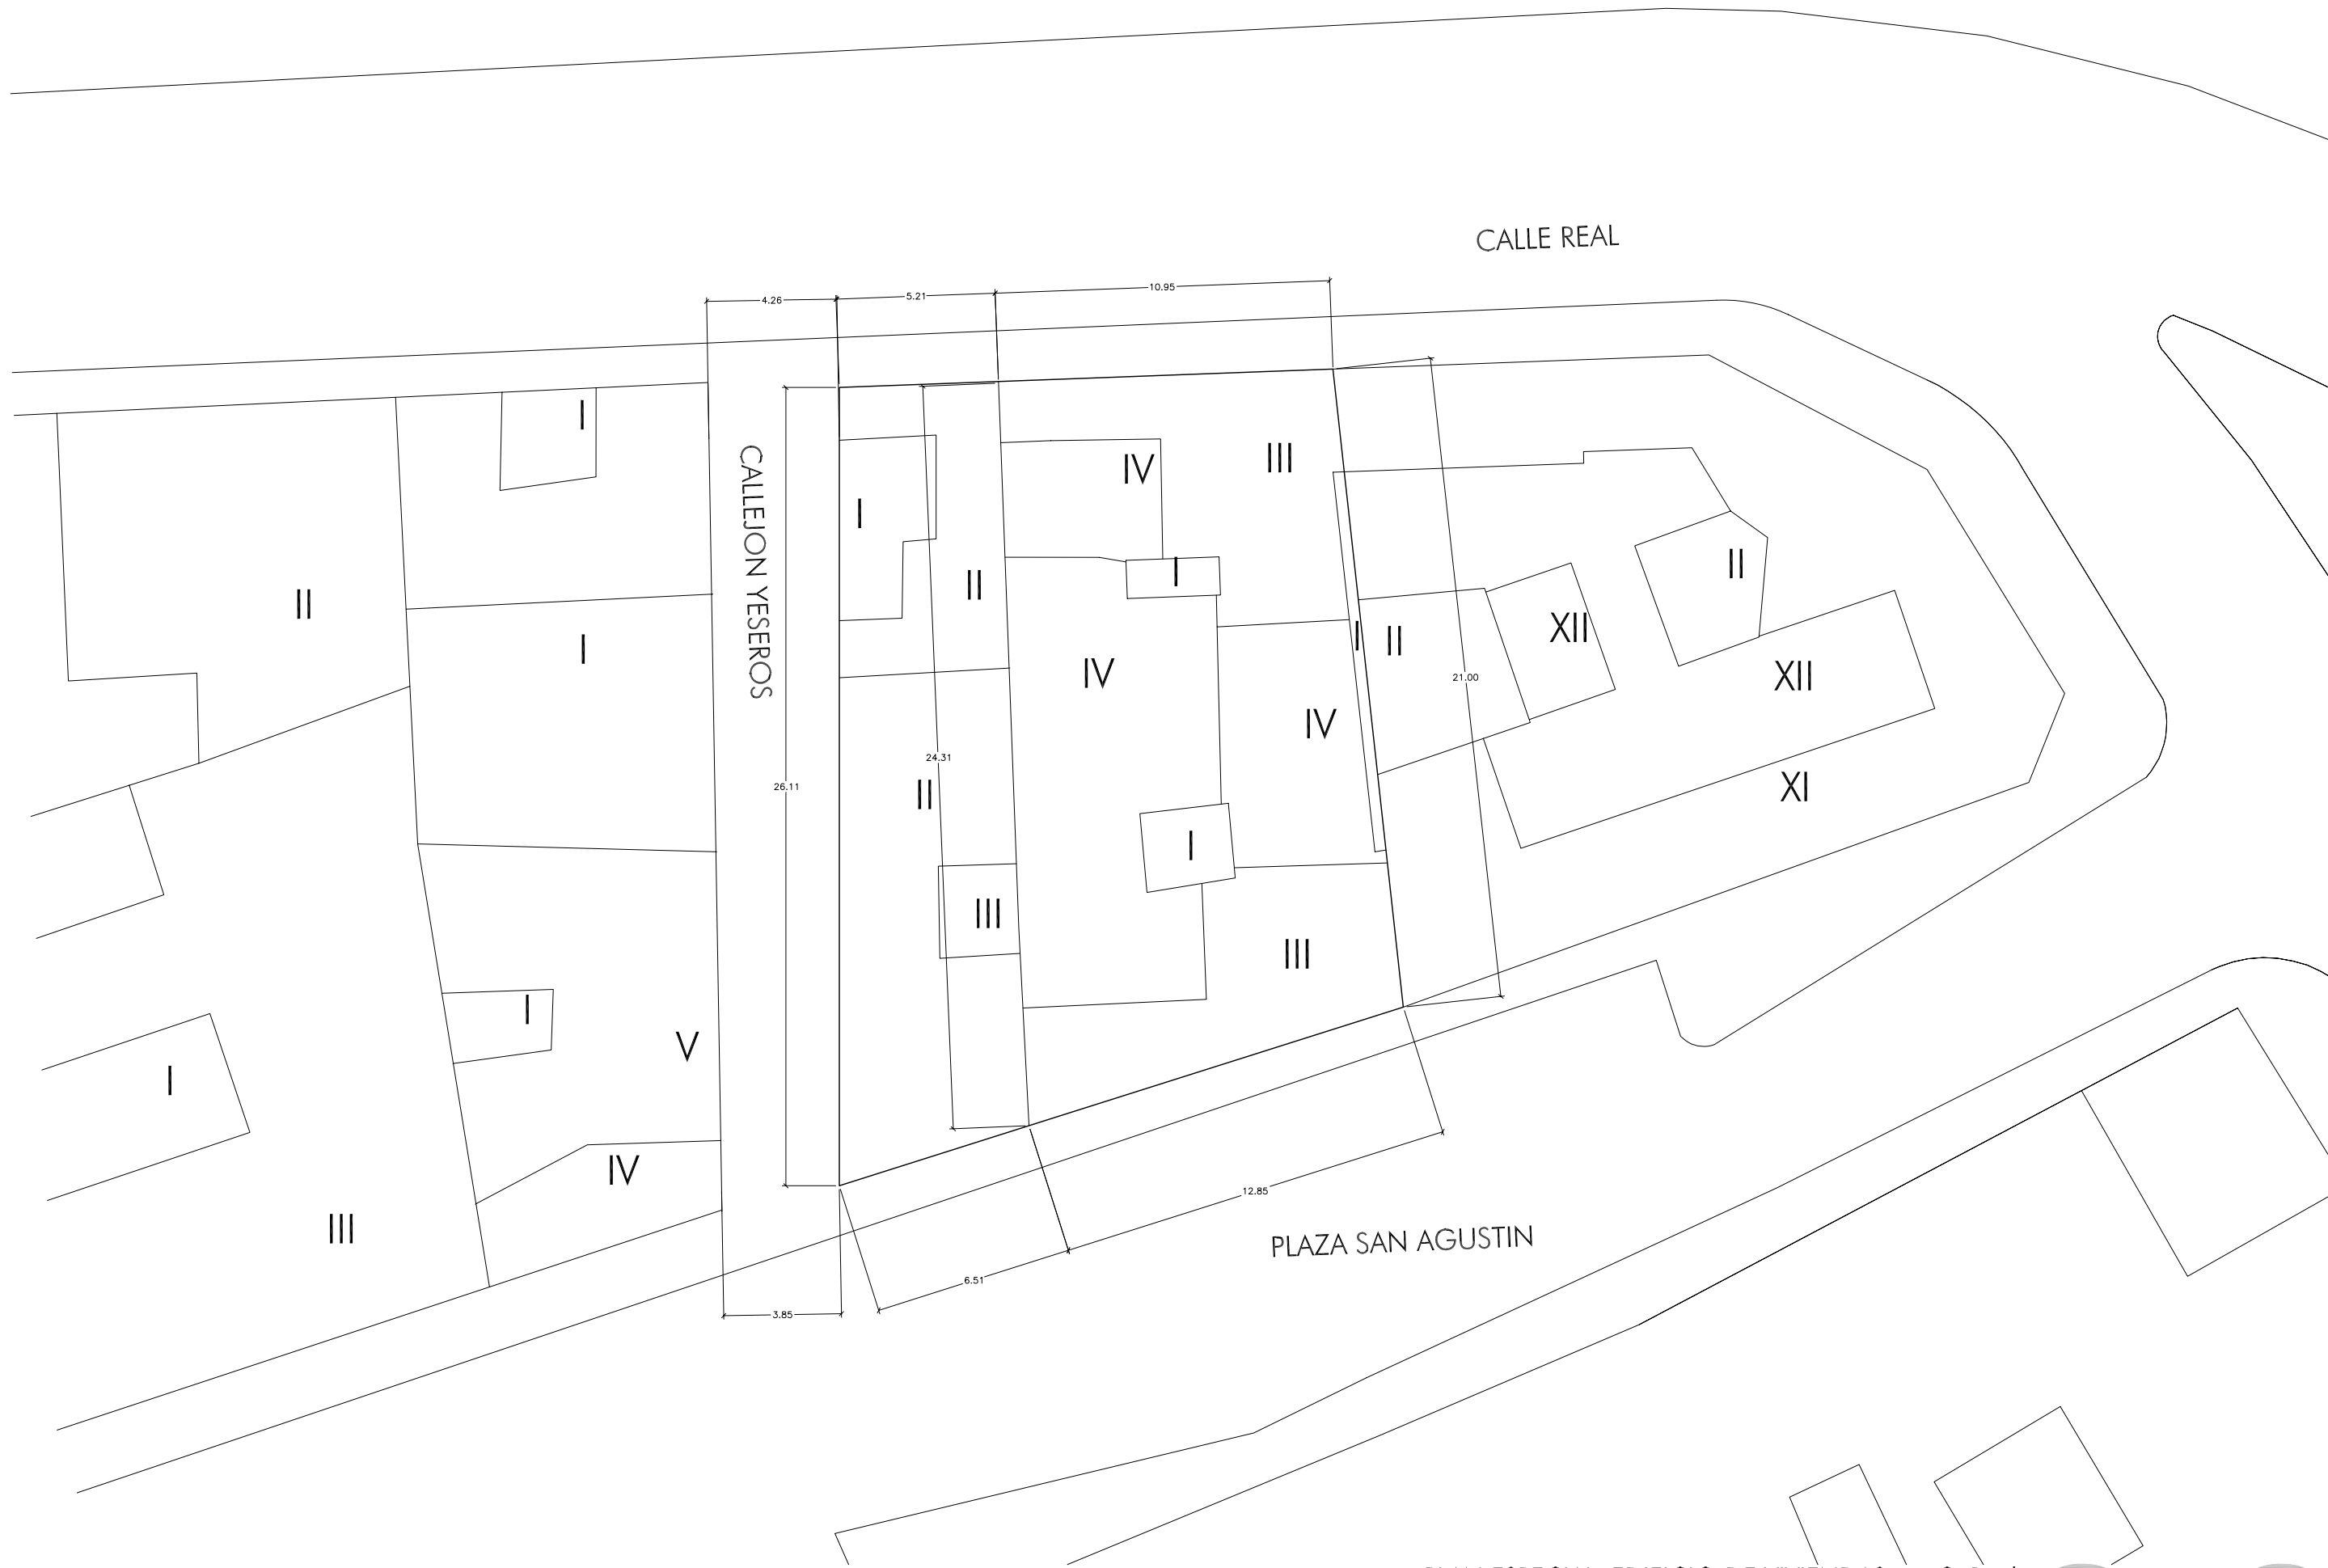 CALLE REAL
4.26
5.21
10.95
I
IV
III
I
CALLEJON YESEROS
II
I
II
I
II
XII
I
II
I
IV
XII
21.00
IV
24.31
26.11
II
XI
I
III
III
I
V
I
IV
12.85
III
PLAZA SAN AGUSTIN
6.51
3.85